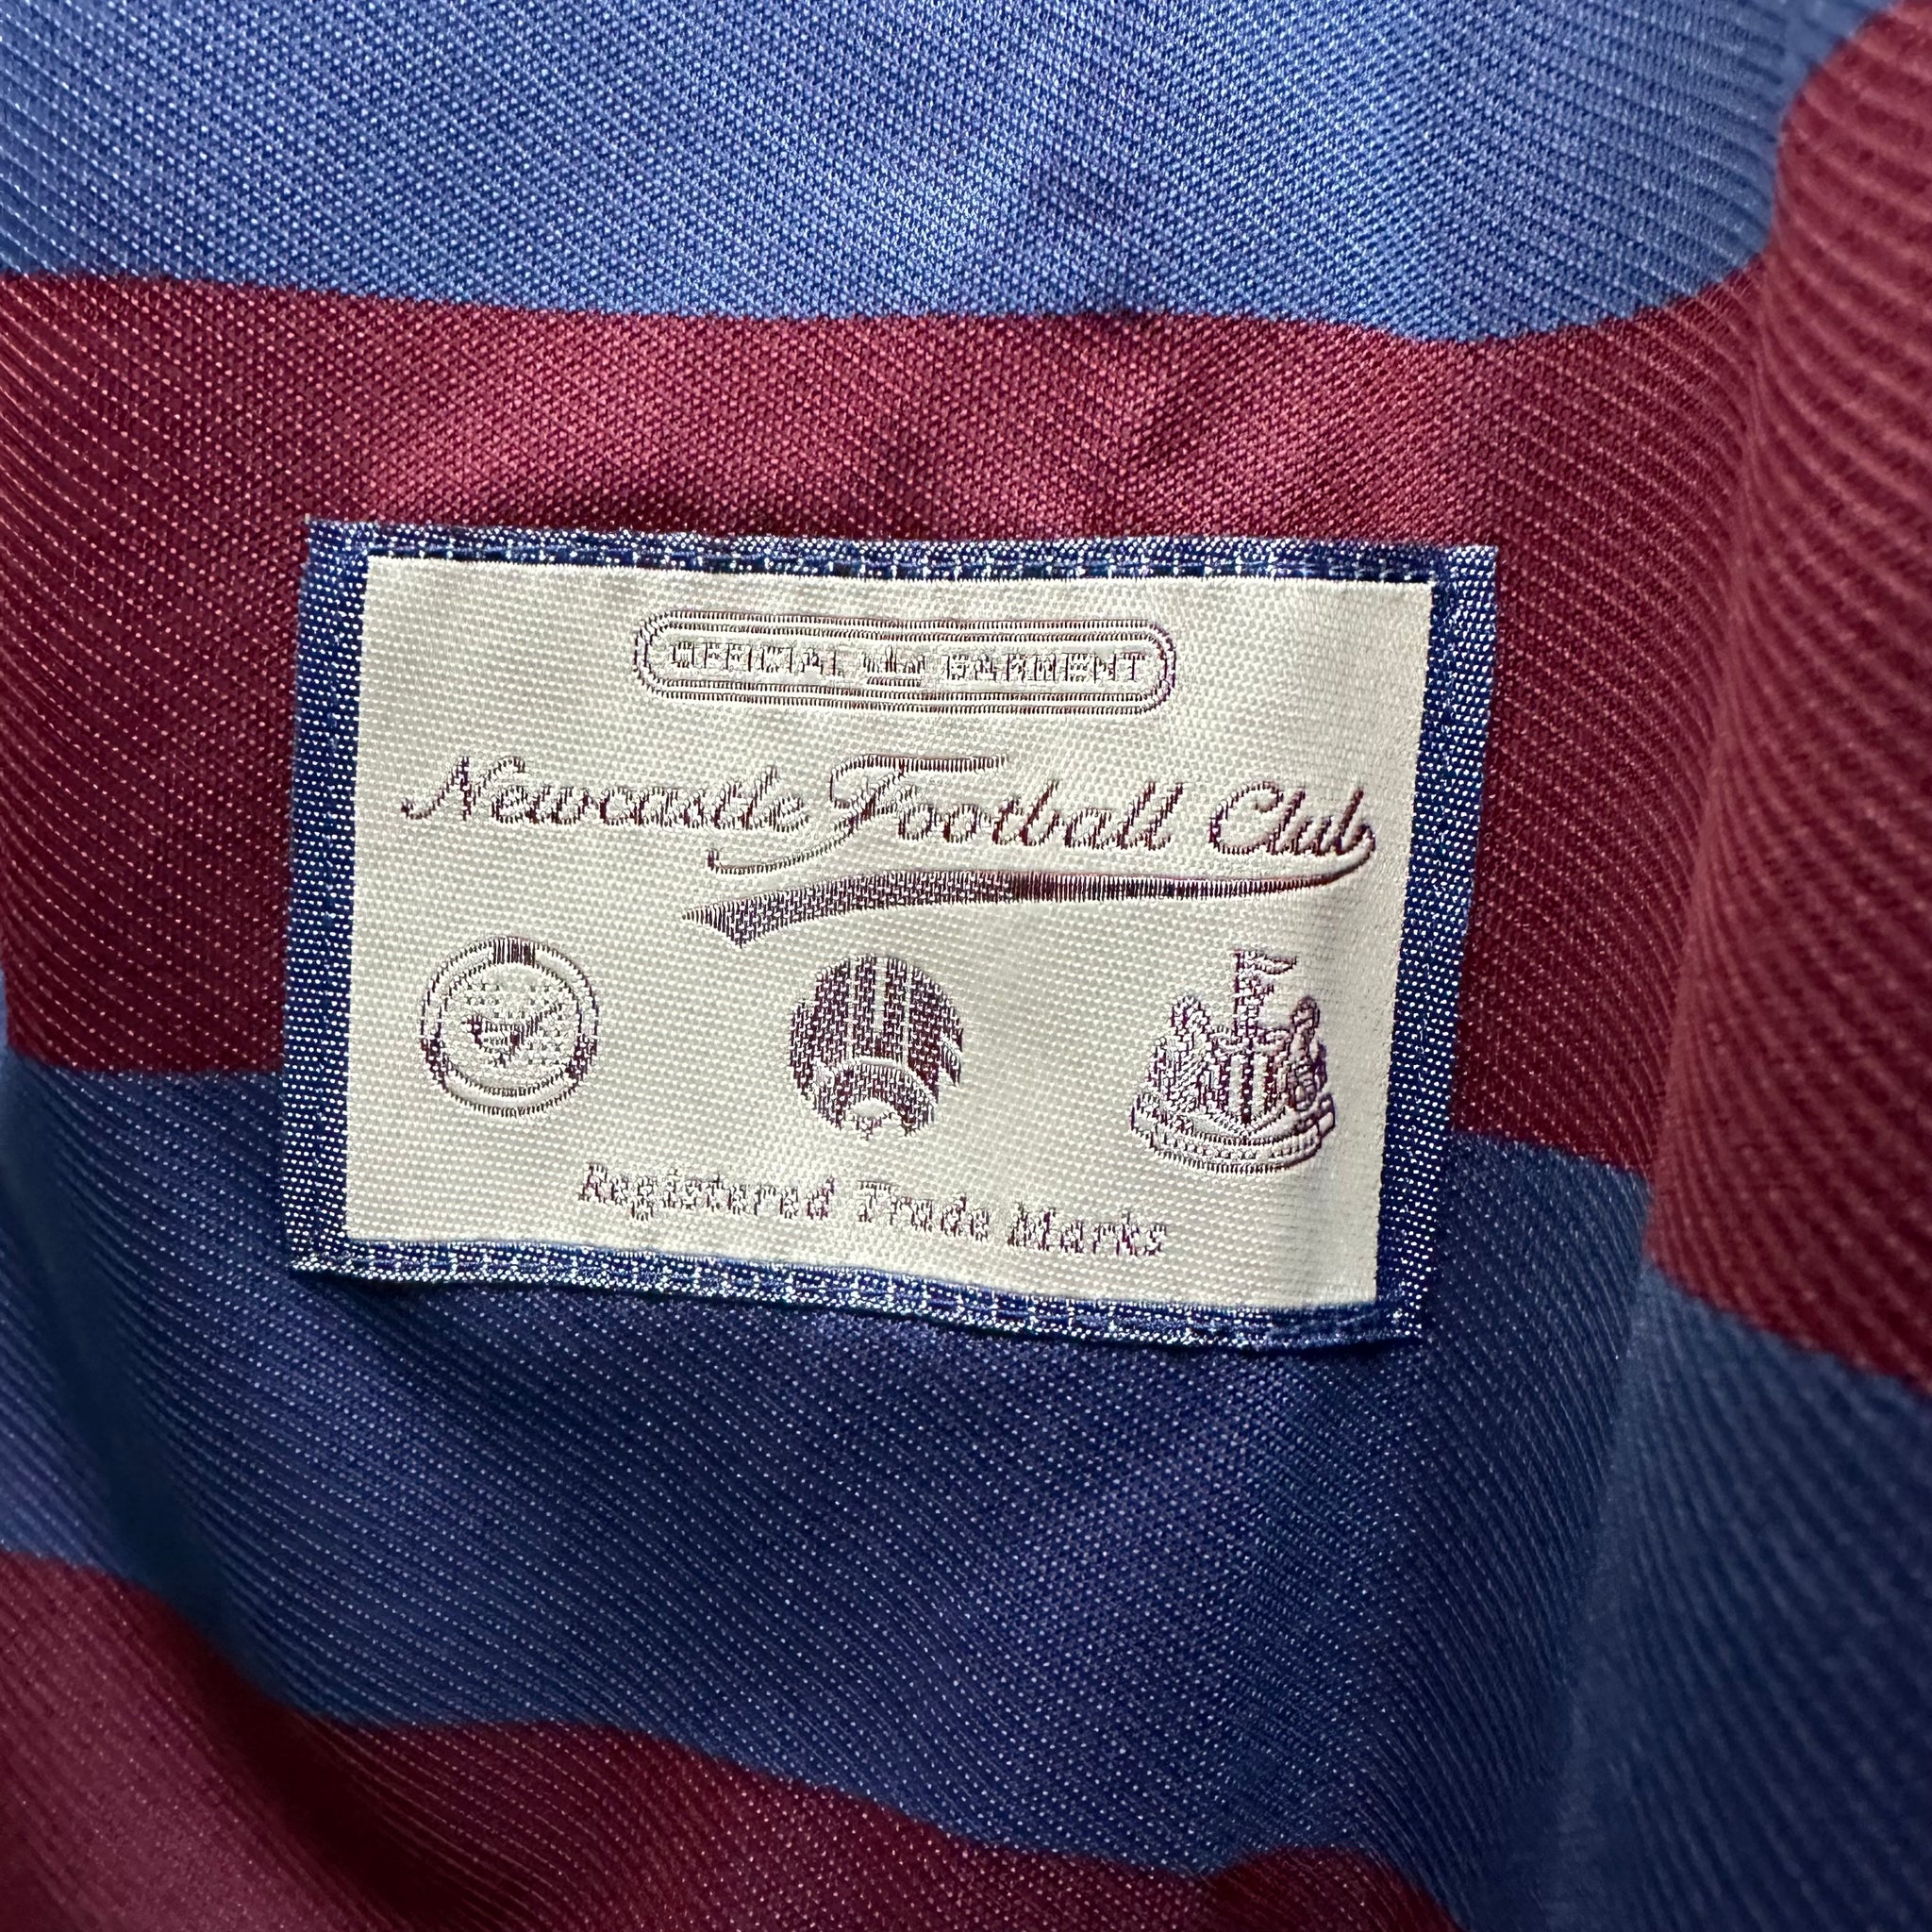 OFFICIAL GARMENT
Newcastle Football Club
Registered Trade Marks